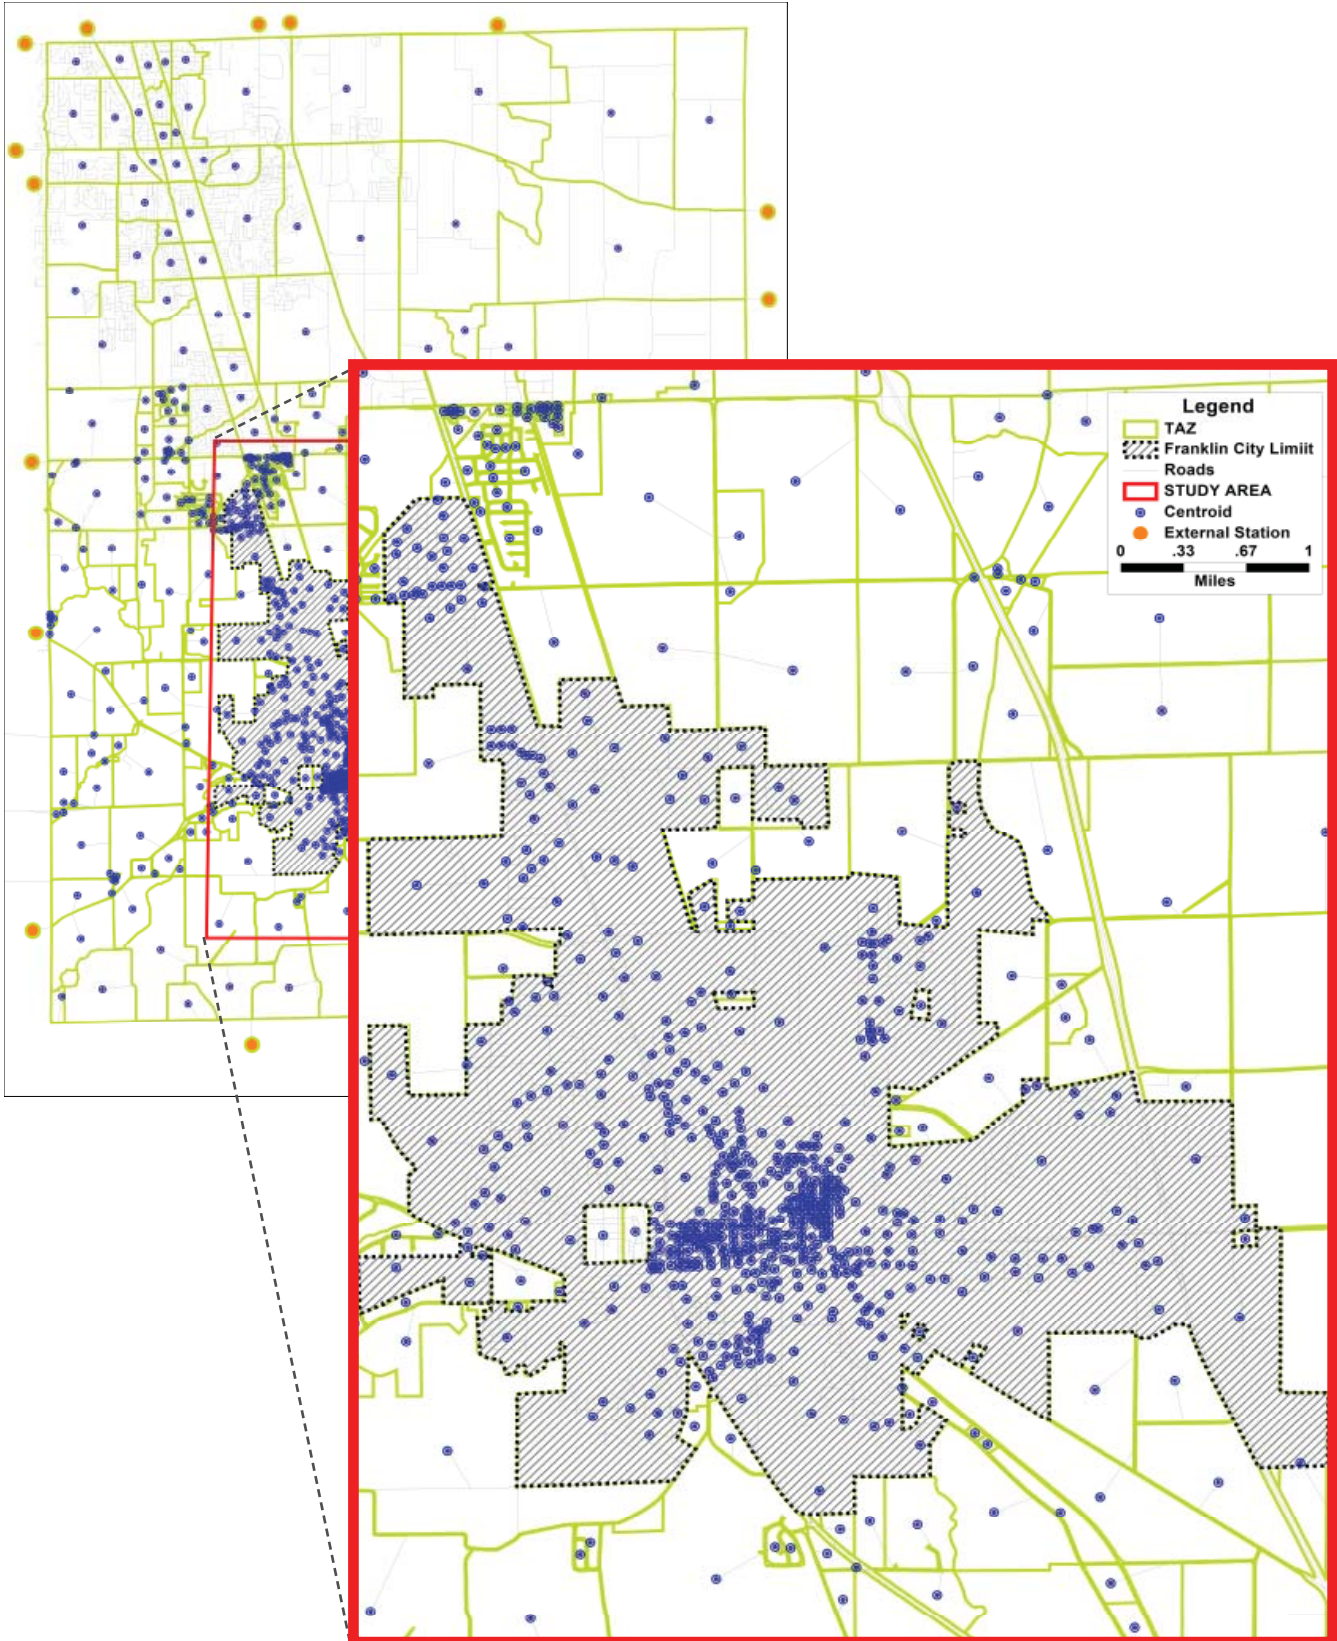 Legend
TAZ
Franklin City Limiit
Roads
STUDY AREA
Centroid
External Station
0 .33 .67 1
Miles